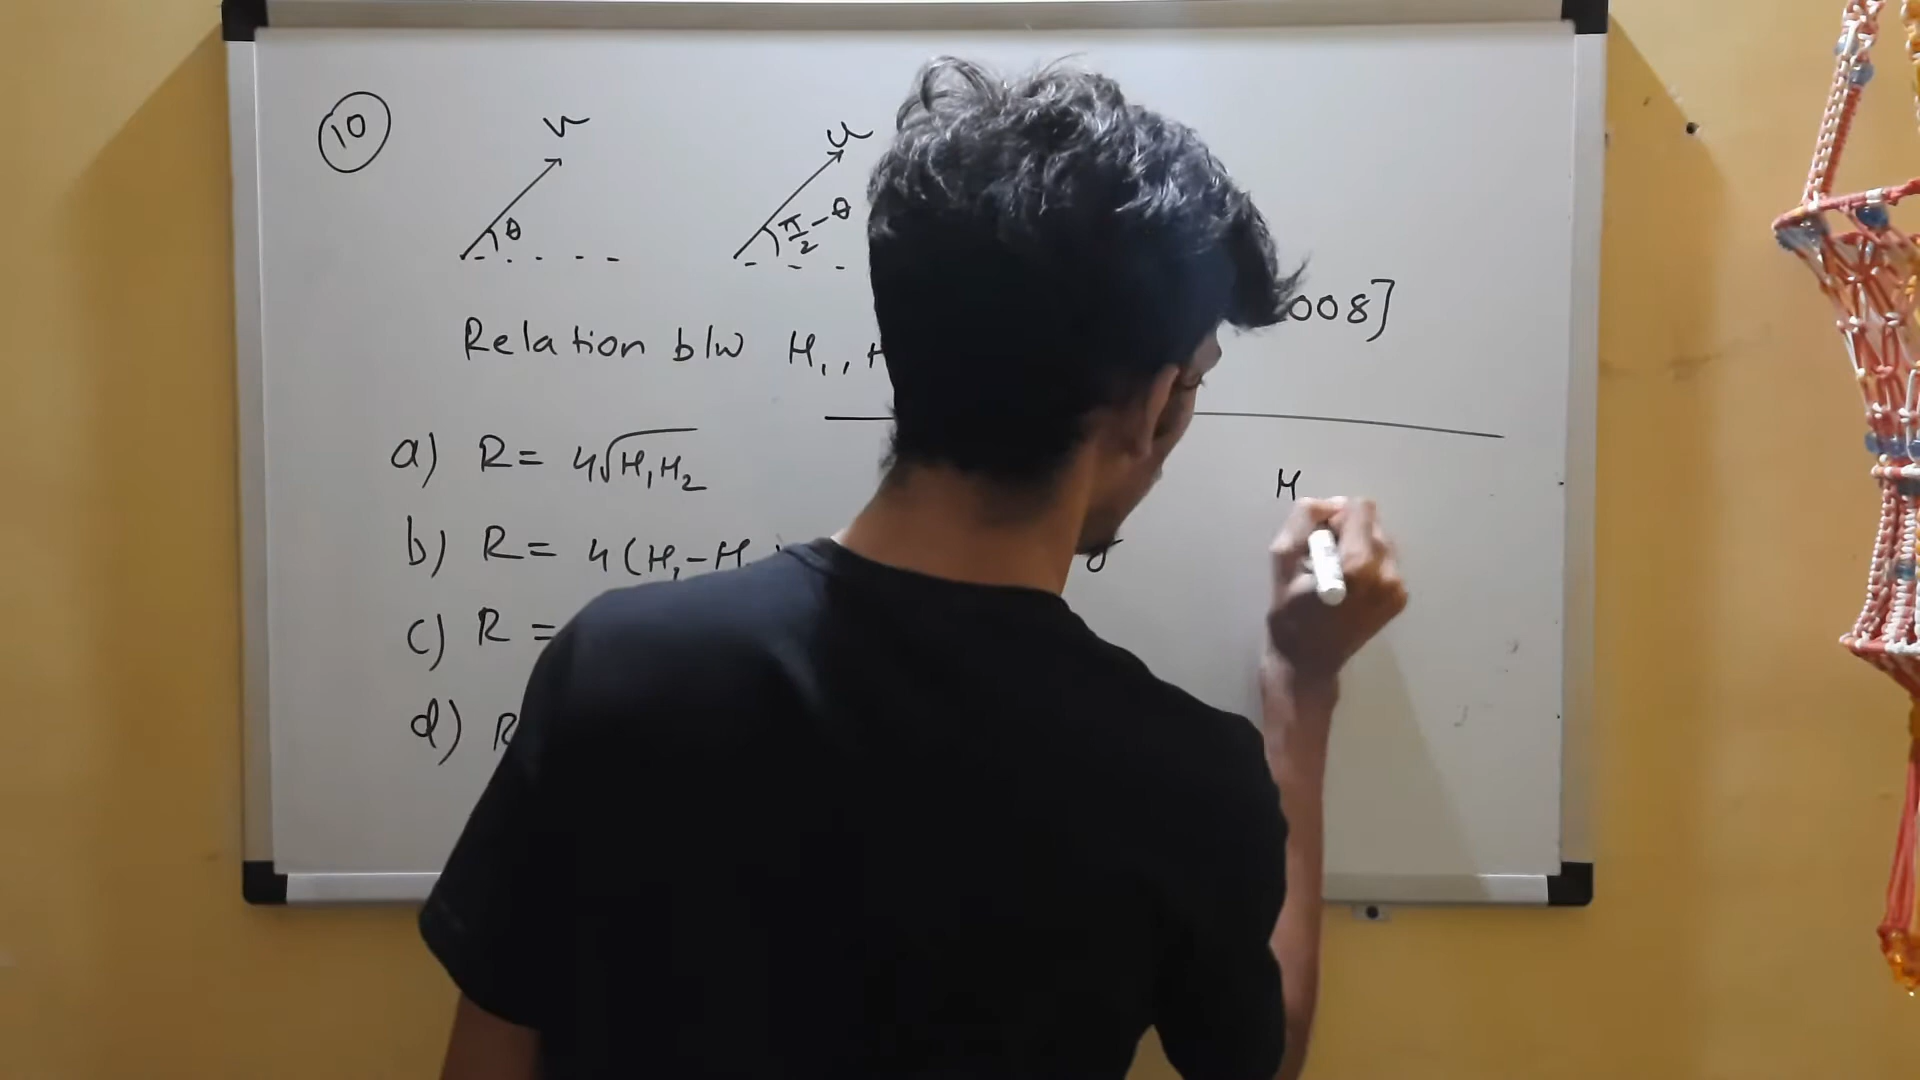 10
v
u
θ
π/2 - θ
008]
Relation b/w H₁, H
a) R = 4√H₁H₂
H
b) R = 4(H₁-H
g
c) R =
d) R